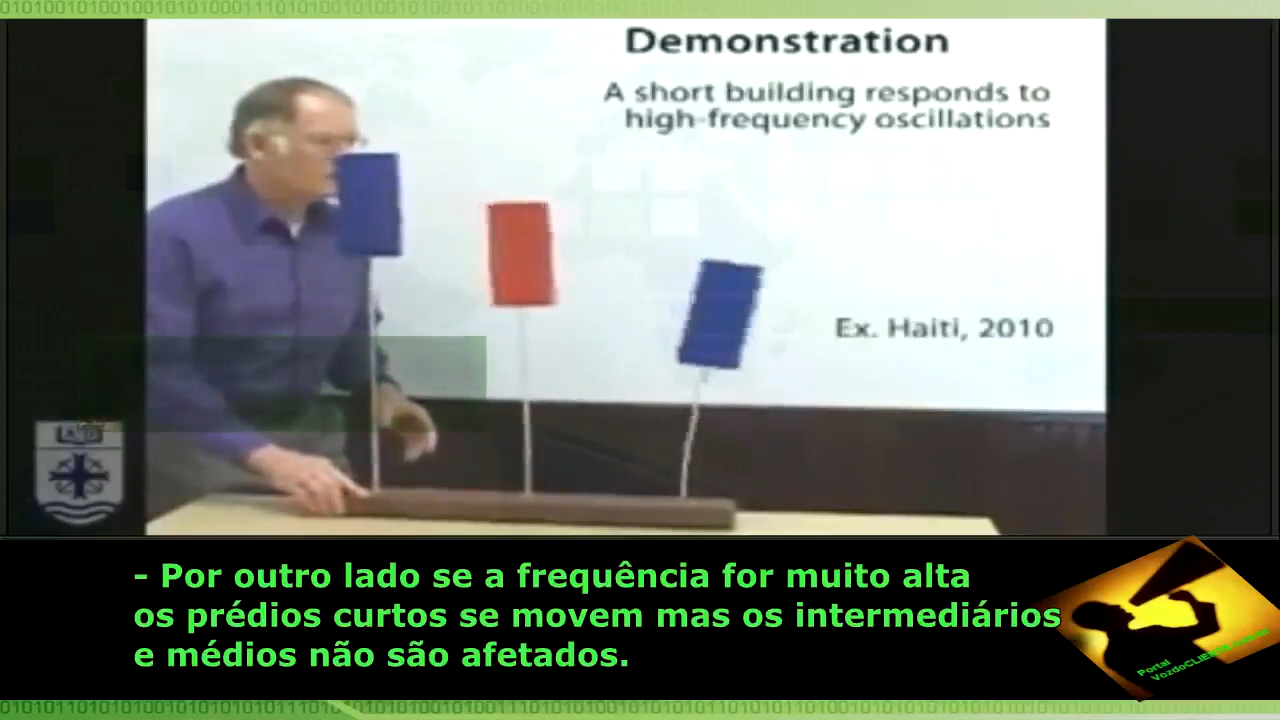 Demonstration
A short building responds to
high-frequency oscillations
Ex. Haiti, 2010
- Por outro lado se a frequência for muito alta
os prédios curtos se movem mas os intermediários
e médios não são afetados.
Portal